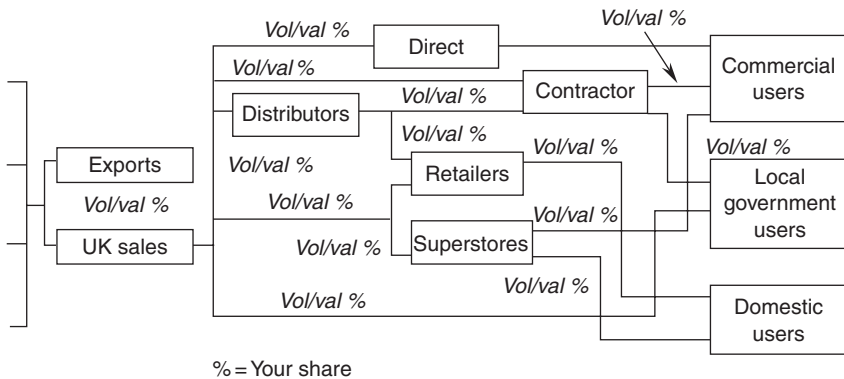 Vol/val %
Vol/val %
Direct
Commercial
users
Vol/val %
Contractor
Vol/val %
Distributors
Vol/val %
Vol/val %
Vol/val %
Exports
Vol/val %
Retailers
Vol/val %
Local
government
users
Vol/val %
Vol/val %
Vol/val %
UK sales
Vol/val %
Superstores
Vol/val %
Vol/val %
Domestic
users
% = Your share